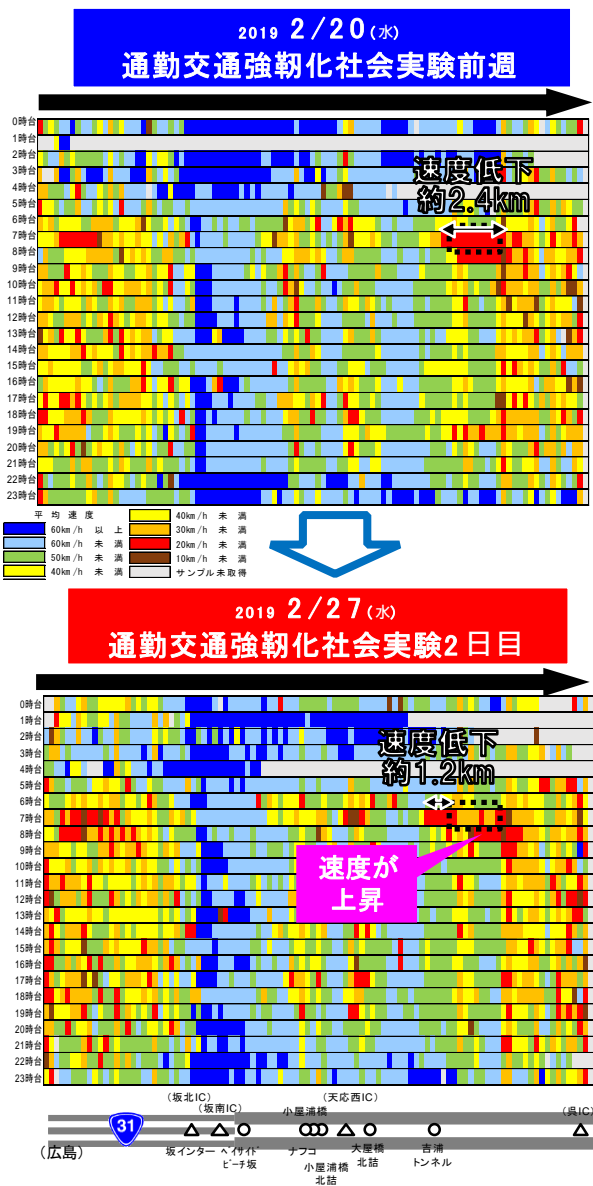 2019 2/20(水)
通勤交通強靭化社会実験前週
0時台
1時台
2時台
3時台
4時台
5時台
6時台
7時台
8時台
9時台
10時台
11時台
12時台
13時台
14時台
15時台
16時台
17時台
18時台
19時台
20時台
21時台
22時台
23時台
速度低下
約2.4km
平均速度
60km/h 以上
60km/h 未満
50km/h 未満
40km/h 未満
40km/h 未満
30km/h 未満
20km/h 未満
10km/h 未満
サンプル未取得
2019 2/27(水)
通勤交通強靭化社会実験2日目
0時台
1時台
2時台
3時台
4時台
5時台
6時台
7時台
8時台
9時台
10時台
11時台
12時台
13時台
14時台
15時台
16時台
17時台
18時台
19時台
20時台
21時台
22時台
23時台
速度低下
約1.2km
速度が
上昇
(坂北IC)
(坂南IC)
小屋浦橋
(天応西IC)
(呉IC)
31
(広島)
坂インター
ベイサイド
ビーチ坂
ナフコ
小屋浦橋
北詰
大屋橋
北詰
吉浦
トンネル